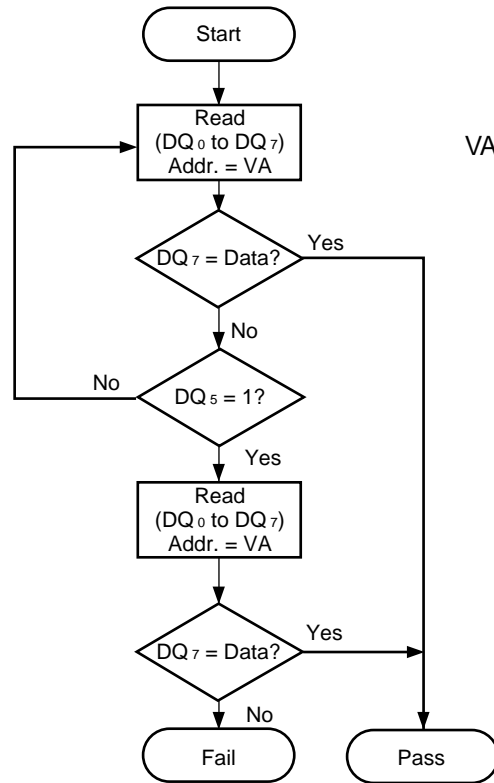 Start
Read
(DQ0 to DQ7)
Addr. = VA
VA
DQ7 = Data?
Yes
No
No
DQ5 = 1?
Yes
Read
(DQ0 to DQ7)
Addr. = VA
DQ7 = Data?
Yes
No
Fail
Pass